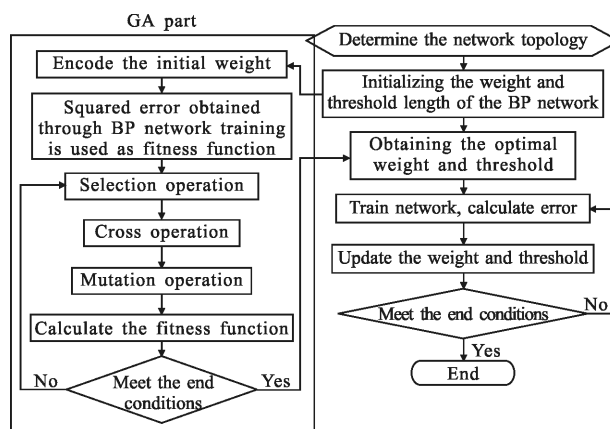 GA part
Encode the initial weight
Squared error obtained
through BP network training
is used as fitness function
Selection operation
Cross operation
Mutation operation
Calculate the fitness function
No
Meet the end
conditions
Yes
Determine the network topology
Initializing the weight and
threshold length of the BP network
Obtaining the optimal
weight and threshold
Train network, calculate error
Update the weight and threshold
Meet the end conditions
No
Yes
End